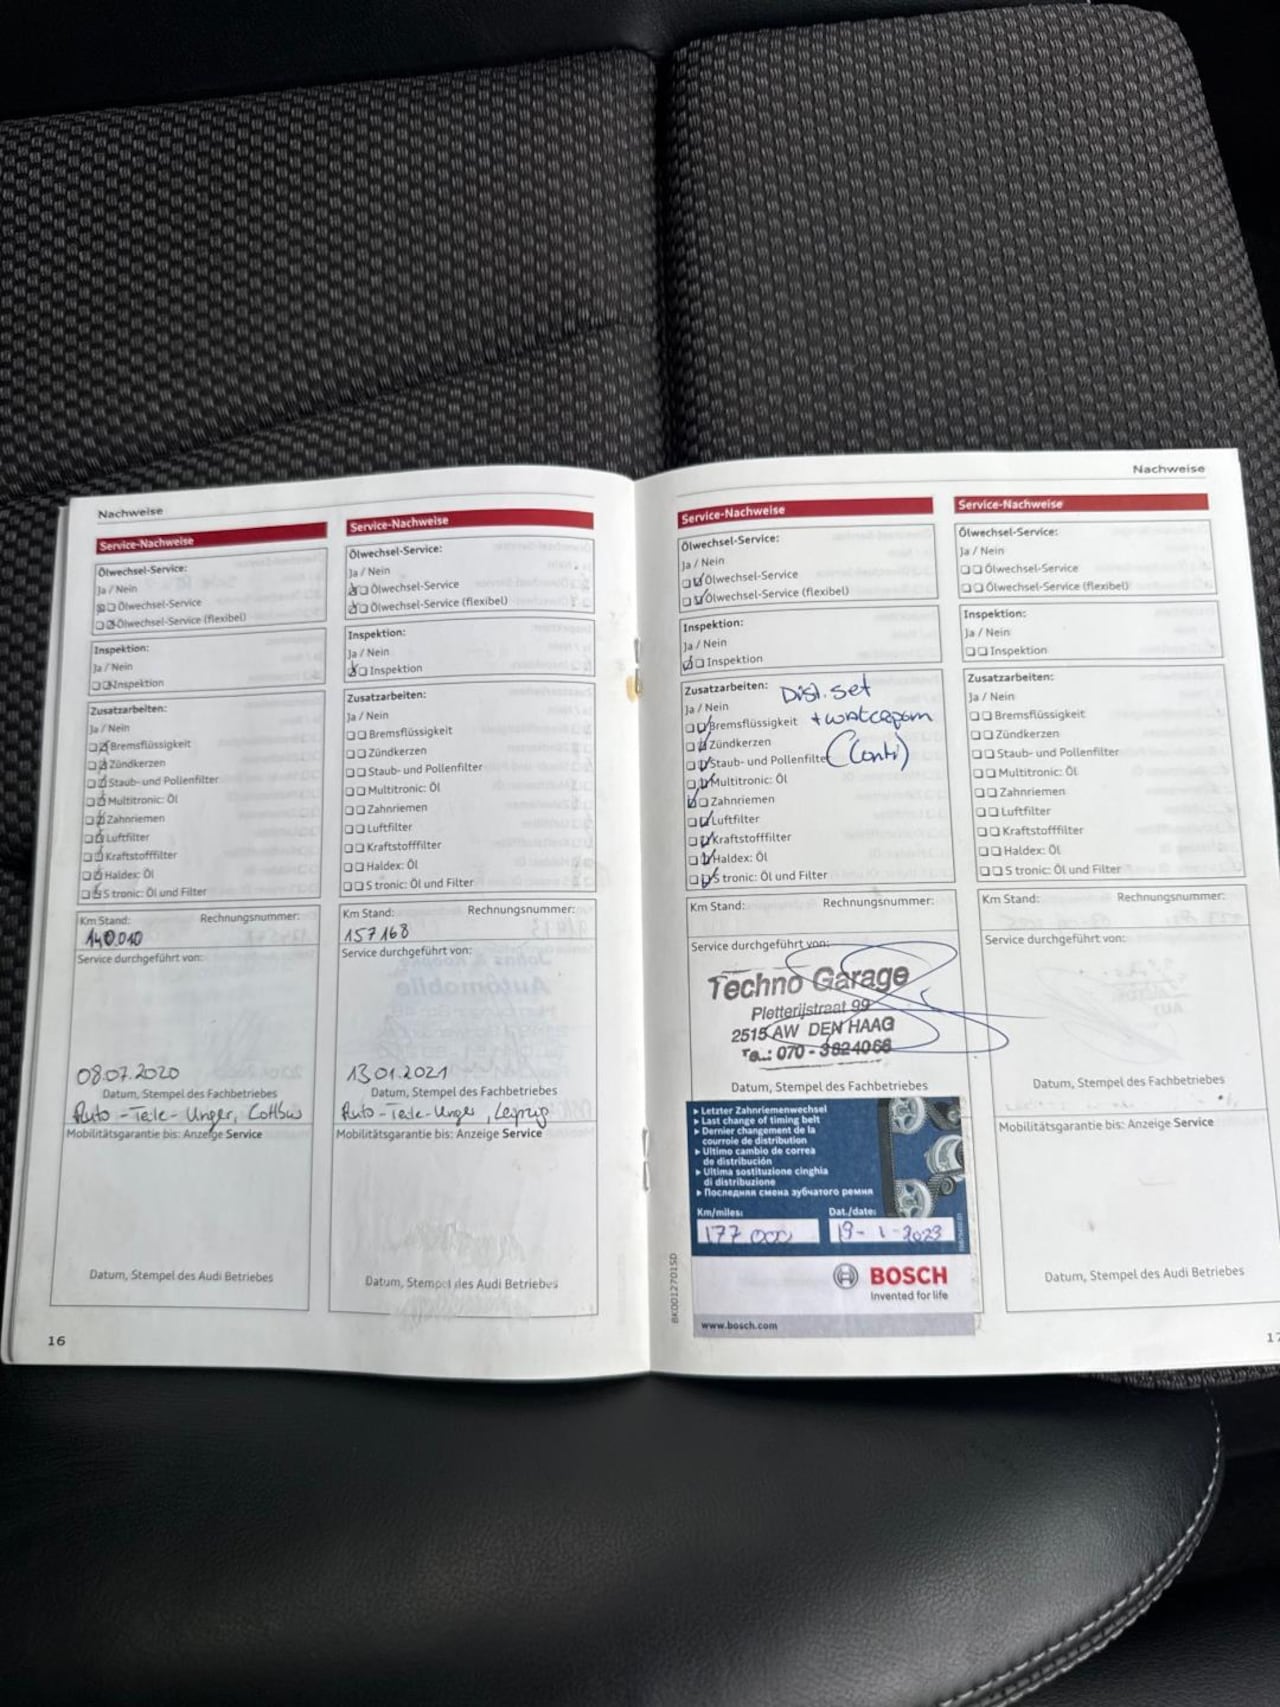 Nachweise
Service-Nachweise
Ölwechsel-Service:
Ja / Nein
Ölwechsel-Service
Ölwechsel-Service (flexibel)
Inspektion:
Ja / Nein
Inspektion
Zusatzarbeiten:
Ja / Nein
Bremsflüssigkeit
Zündkerzen
Staub- und Pollenfilter
Multitronic: Öl
Zahnriemen
Luftfilter
Kraftstofffilter
Haldex: Öl
S tronic: Öl und Filter
Km Stand: Rechnungsnummer:
140.010
Service durchgeführt von:
08.07.2020
Datum, Stempel des Fachbetriebes
Auto-Teile-Unger, Cottbus
Mobilitätsgarantie bis: Anzeige Service
Datum, Stempel des Audi Betriebes
16
Service-Nachweise
Ölwechsel-Service:
Ja / Nein
Ölwechsel-Service
Ölwechsel-Service (flexibel)
Inspektion:
Ja / Nein
Inspektion
Zusatzarbeiten:
Ja / Nein
Bremsflüssigkeit
Zündkerzen
Staub- und Pollenfilter
Multitronic: Öl
Zahnriemen
Luftfilter
Kraftstofffilter
Haldex: Öl
S tronic: Öl und Filter
Km Stand: Rechnungsnummer:
157168
Service durchgeführt von:
13.01.2021
Datum, Stempel des Fachbetriebes
Auto-Teile-Unger, Leipzig
Mobilitätsgarantie bis: Anzeige Service
Datum, Stempel des Audi Betriebes
Nachweise
Service-Nachweise
Ölwechsel-Service:
Ja / Nein
Ölwechsel-Service
Ölwechsel-Service (flexibel)
Inspektion:
Ja / Nein
Inspektion
Zusatzarbeiten: Dist. set
Ja / Nein
Bremsflüssigkeit + watcrpom
Zündkerzen
Staub- und Pollenfilter (Conti)
Multitronic: Öl
Zahnriemen
Luftfilter
Kraftstofffilter
Haldex: Öl
S tronic: Öl und Filter
Km Stand: Rechnungsnummer:
Service durchgeführt von:
Techno Garage
Pletterijstraat 99
2515 AW DEN HAAG
Te..: 070 - 3824066
Datum, Stempel des Fachbetriebes
▸ Letzter Zahnriemenwechsel
▸ Last change of timing belt
▸ Dernier changement de la
courroie de distribution
▸ Ultimo cambio de correa
de distribución
▸ Ultima sostituzione cinghia
di distribuzione
▸ Последняя смена зубчатого ремня
Km/miles: Dat./date:
177 000 19-1-2023
BOSCH
Invented for life
www.bosch.com
BK0012701SD
Service-Nachweise
Ölwechsel-Service:
Ja / Nein
Ölwechsel-Service
Ölwechsel-Service (flexibel)
Inspektion:
Ja / Nein
Inspektion
Zusatzarbeiten:
Ja / Nein
Bremsflüssigkeit
Zündkerzen
Staub- und Pollenfilter
Multitronic: Öl
Zahnriemen
Luftfilter
Kraftstofffilter
Haldex: Öl
S tronic: Öl und Filter
Km Stand: Rechnungsnummer:
Service durchgeführt von:
Datum, Stempel des Fachbetriebes
Mobilitätsgarantie bis: Anzeige Service
Datum, Stempel des Audi Betriebes
17